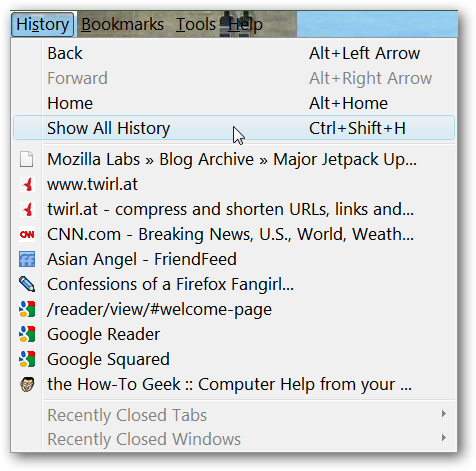 History Bookmarks Tools Help
Back Alt+Left Arrow
Forward Alt+Right Arrow
Home Alt+Home
Show All History Ctrl+Shift+H
Mozilla Labs » Blog Archive » Major Jetpack Up...
www.twirl.at
twirl.at - compress and shorten URLs, links and...
CNN CNN.com - Breaking News, U.S., World, Weath...
ff Asian Angel - FriendFeed
Confessions of a Firefox Fangirl...
g /reader/view/#welcome-page
g Google Reader
g Google Squared
the How-To Geek :: Computer Help from your ...
Recently Closed Tabs
Recently Closed Windows